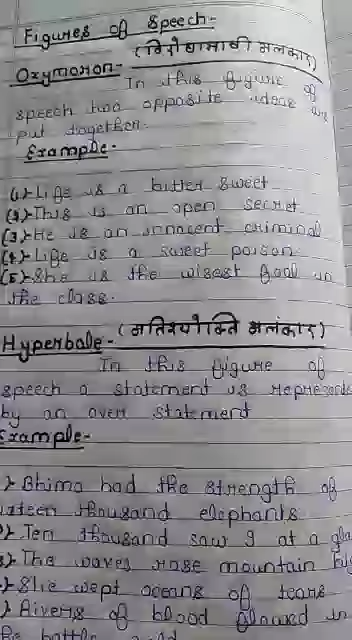 Figures of Speech-
Oxymoron- (विरोधाभाषी अलंकार)
In this figure of
speech two opposite ideas are
put together.
Example-
(1) Life is a bitter sweet
(2) This is an open secret
(3) He is an innocent criminal
(4) Life is a sweet poison
(5) She is the wisest fool in
the class.
Hyperbole- (अतिश्योक्ति अलंकार)
In this figure of
speech a statement is
by an over statement
Example-
Bhima had the strength of
thousand elephants
Ten thousand saw I at a
The waves rose mountain
She wept oceans of tears
Rivers of blood flowed in